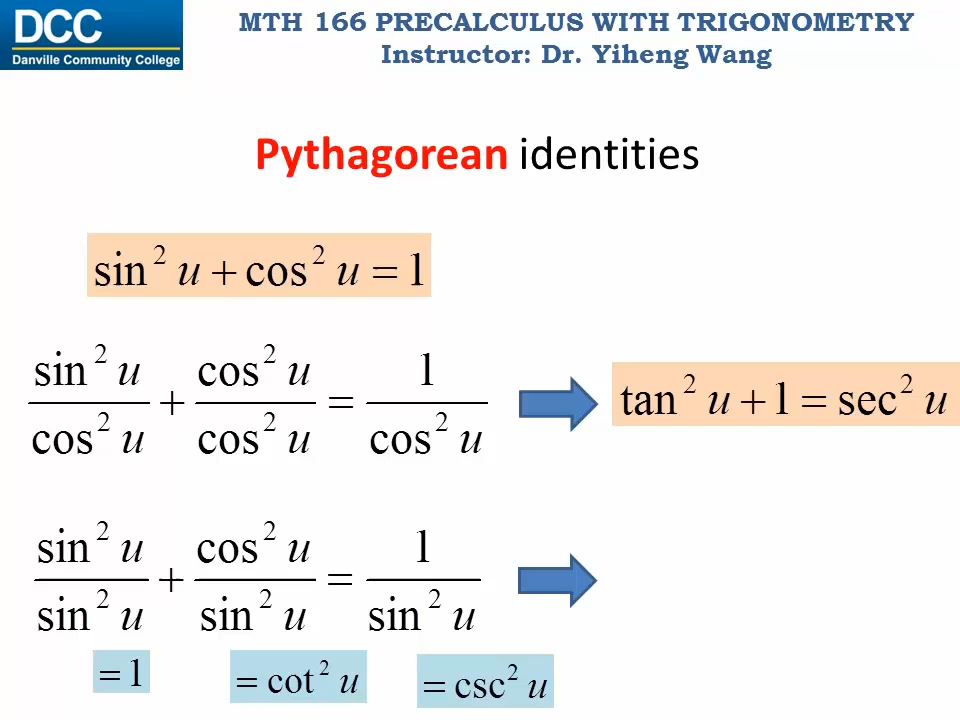 DCC
Danville Community College
MTH 166 PRECALCULUS WITH TRIGONOMETRY
Instructor: Dr. Yiheng Wang
Pythagorean identities
sin² u + cos² u = 1
sin² u / cos² u + cos² u / cos² u = 1 / cos² u
tan² u + 1 = sec² u
sin² u / sin² u + cos² u / sin² u = 1 / sin² u
= 1
= cot² u
= csc² u